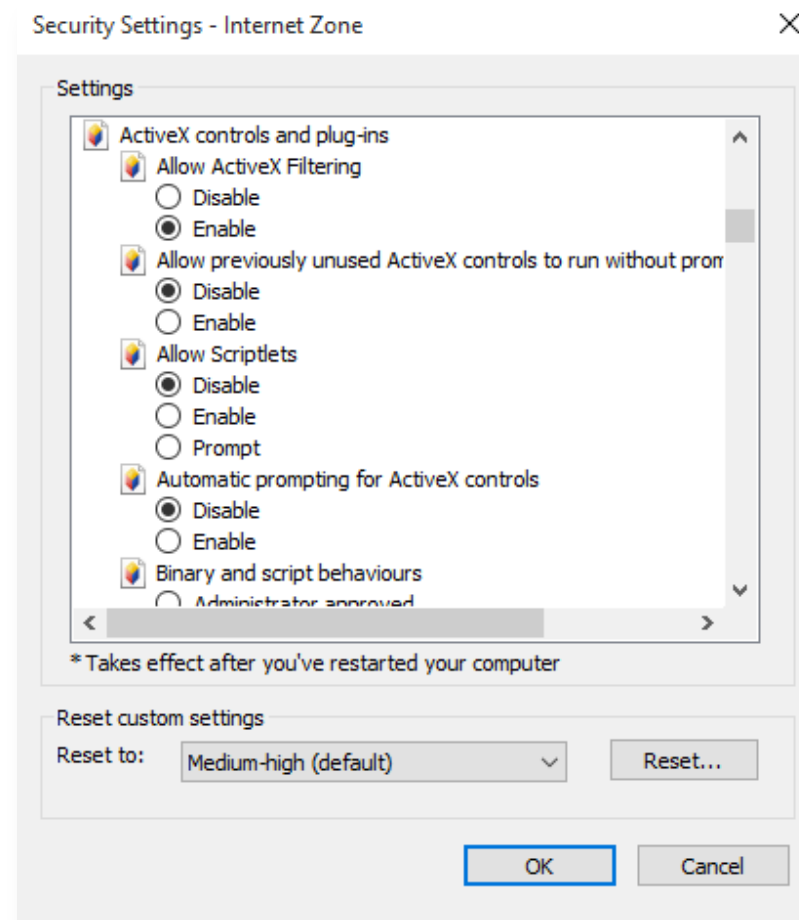 Security Settings - Internet Zone
Settings
ActiveX controls and plug-ins
Allow ActiveX Filtering
Disable
Enable
Allow previously unused ActiveX controls to run without prom
Disable
Enable
Allow Scriptlets
Disable
Enable
Prompt
Automatic prompting for ActiveX controls
Disable
Enable
Binary and script behaviours
Administrator approved
*Takes effect after you've restarted your computer
Reset custom settings
Reset to: Medium-high (default) Reset...
OK Cancel